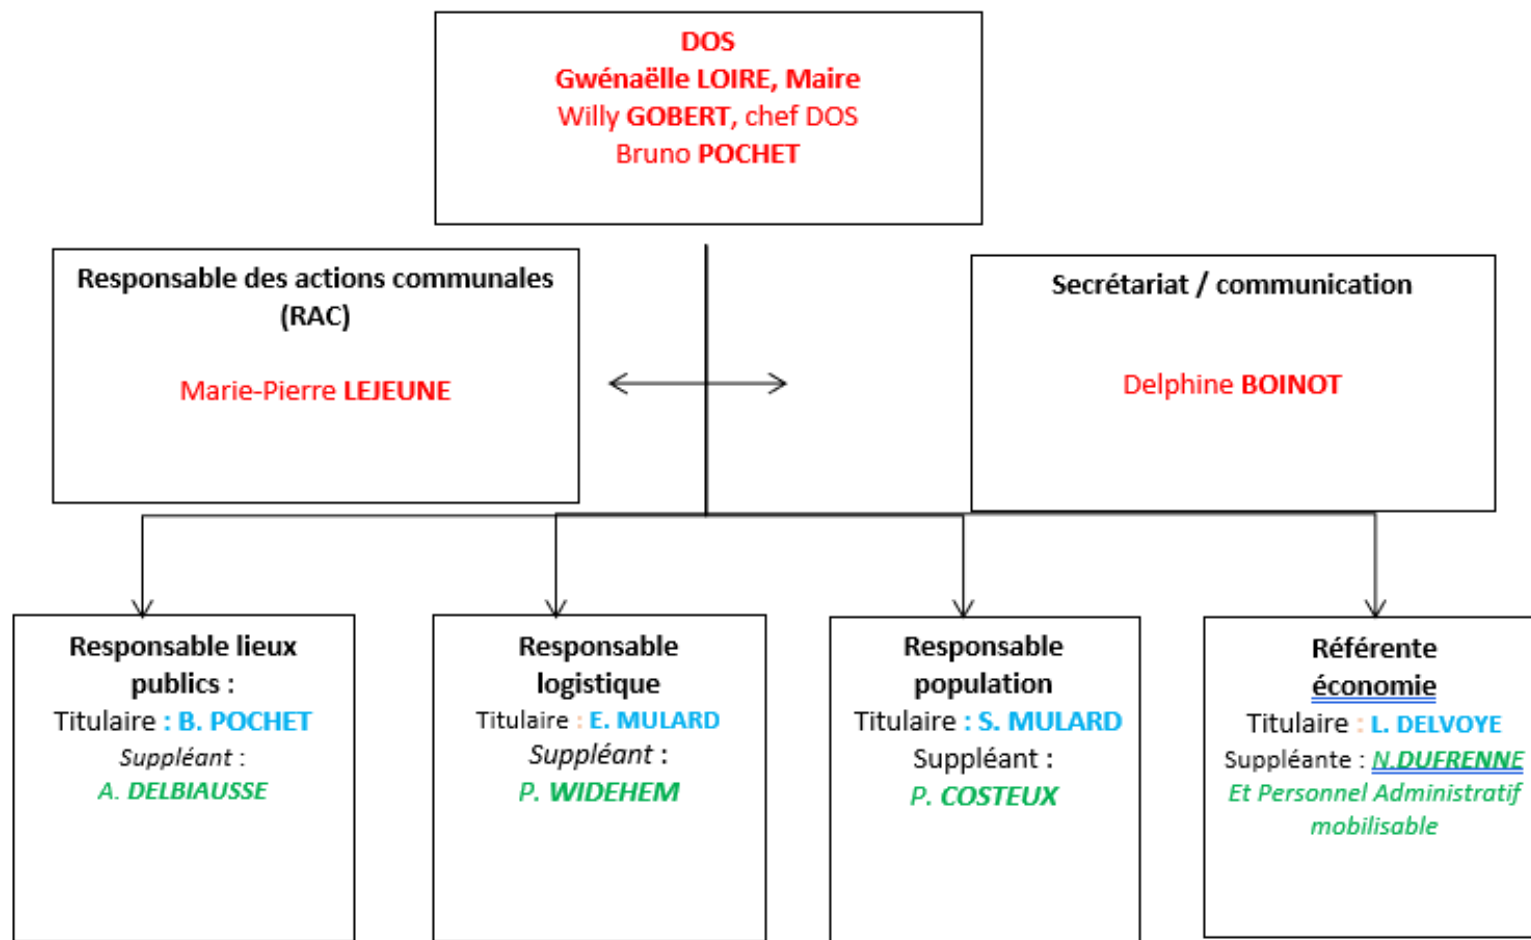 DOS
Gwénaëlle LOIRE, Maire
Willy GOBERT, chef DOS
Bruno POCHET
Responsable des actions communales
(RAC)
Marie-Pierre LEJEUNE
Secrétariat / communication
Delphine BOINOT
Responsable lieux
publics :
Titulaire : B. POCHET
Suppléant :
A. DELBIAUSSE
Responsable
logistique
Titulaire : E. MULARD
Suppléant :
P. WIDEHEM
Responsable
population
Titulaire : S. MULARD
Suppléant :
P. COSTEUX
Référente
économie
Titulaire : L. DELVOYE
Suppléante : N.DUFRENNE
Et Personnel Administratif
mobilisable